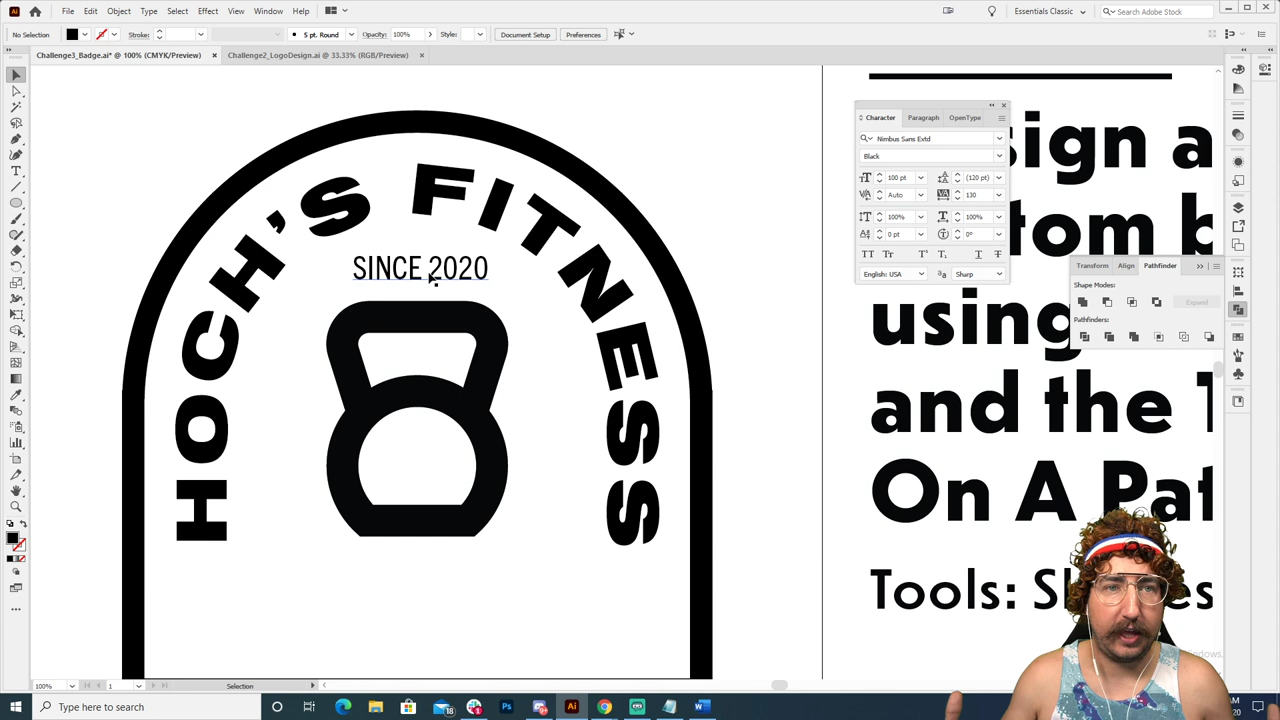 File Edit Object Type Select Effect View Window Help
Essentials Classic
Search Adobe Stock
No Selection
Stroke:
5 pt. Round
Opacity: 100%
Style:
Document Setup
Preferences
Challenge3_Badge.ai* @ 100% (CMYK/Preview)
Challenge2_LogoDesign.ai @ 33.33% (RGB/Preview)
HOCH'S FITNESS
SINCE 2020
Character Paragraph OpenType
Nimbus Sans Extd
Black
100 pt (120 pt)
Auto 130
100% 100%
0 pt 0°
English: USA Sharp
Transform Align Pathfinder
Shape Modes:
Expand
Pathfinders:
sign a
tom b
using
and the
On A Pat
Tools: Sh es
100% 1 Selection
Type here to search
18